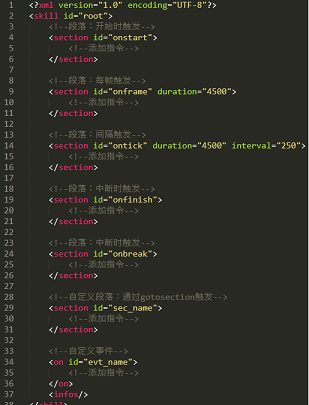 1 <?xml version="1.0" encoding="UTF-8"?>
2 <skill id="root">
3 <!--段落：开始时触发-->
4 <section id="onstart">
5 <!--添加指令-->
6 </section>
7
8 <!--段落：每帧触发-->
9 <section id="onframe" duration="4500">
10 <!--添加指令-->
11 </section>
12
13 <!--段落：间隔触发-->
14 <section id="ontick" duration="4500" interval="250">
15 <!--添加指令-->
16 </section>
17
18 <!--段落：中断时触发-->
19 <section id="onfinish">
20 <!--添加指令-->
21 </section>
22
23 <!--段落：中断时触发-->
24 <section id="onbreak">
25 <!--添加指令-->
26 </section>
27
28 <!--自定义段落：通过gotosection触发-->
29 <section id="sec_name">
30 <!--添加指令-->
31 </section>
32
33 <!--自定义事件-->
34 <on id="evt_name">
35 <!--添加指令-->
36 </on>
37 <infos/>
38 </skill>